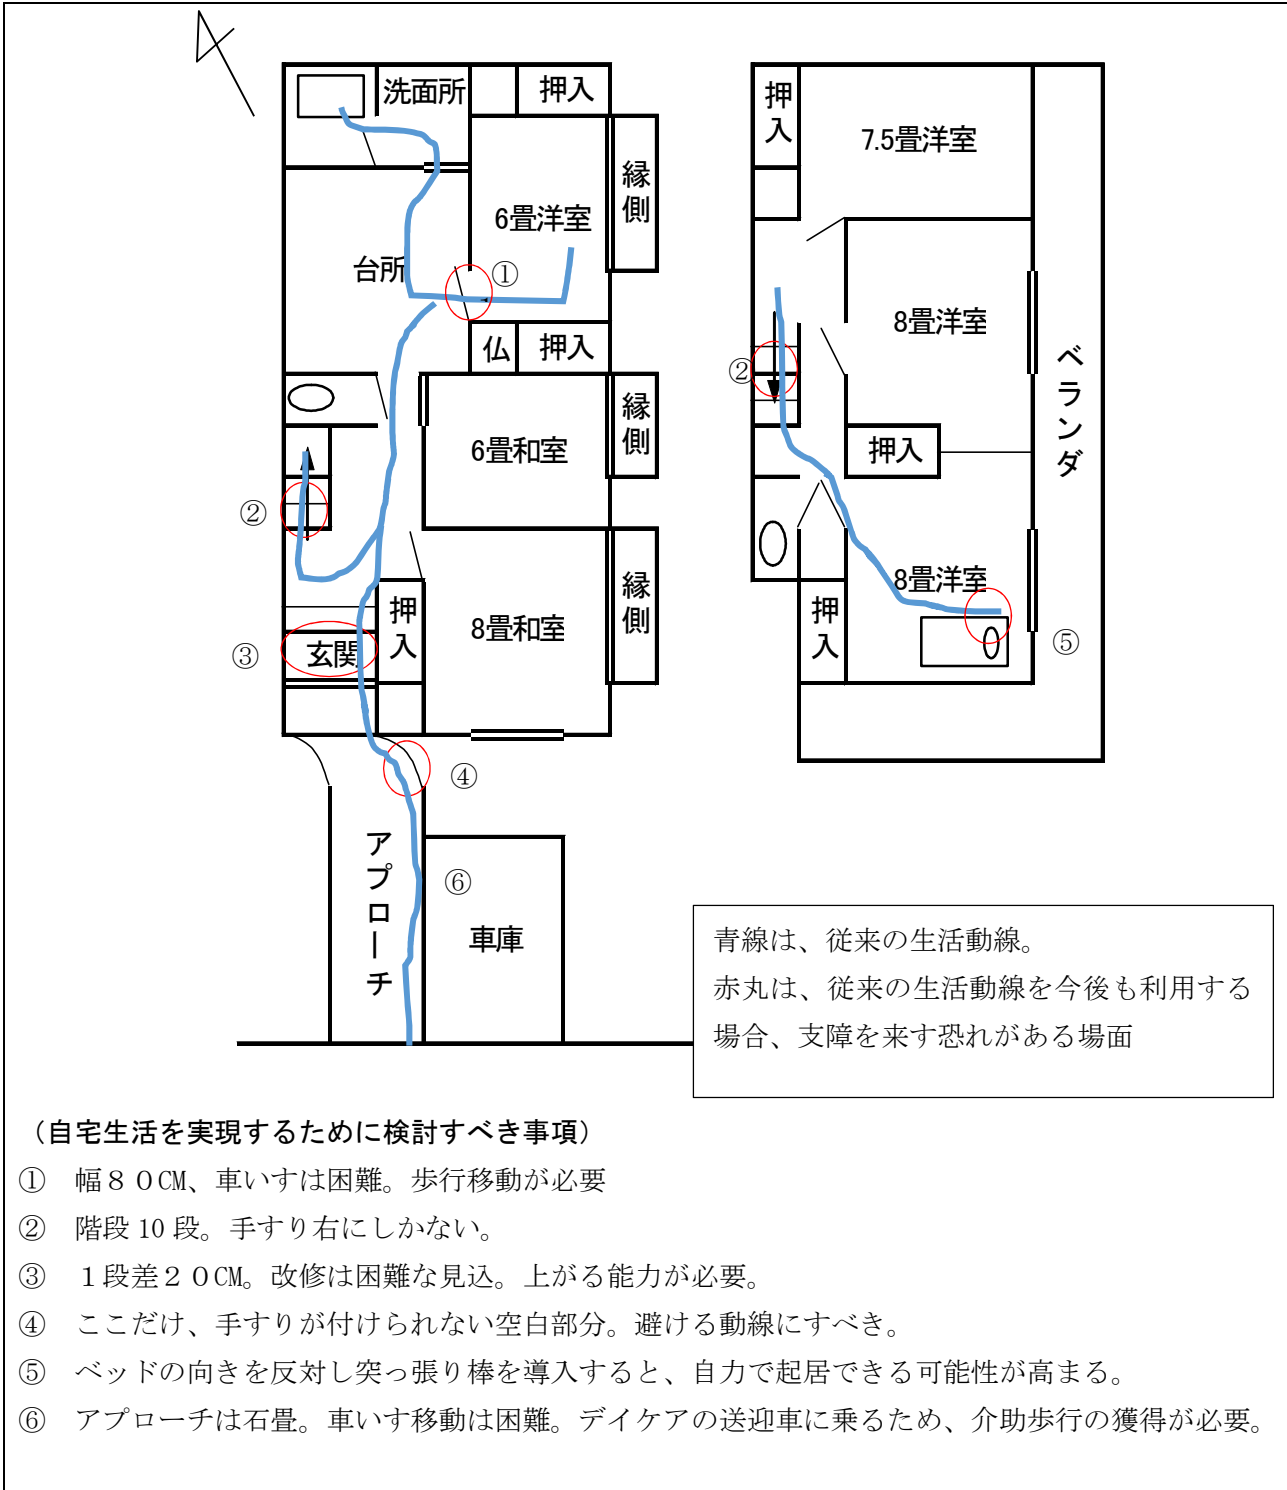 洗面所
押入
6畳洋室
縁側
台所
①
仏
押入
6畳和室
縁側
②
8畳和室
縁側
押入
③
玄関
④
アプローチ
⑥
車庫
押入
7.5畳洋室
8畳洋室
ベランダ
②
押入
8畳洋室
押入
⑤
青線は、従来の生活動線。
赤丸は、従来の生活動線を今後も利用する
場合、支障を来す恐れがある場面
（自宅生活を実現するために検討すべき事項）
①　幅８０CM、車いすは困難。歩行移動が必要
②　階段 10 段。手すり右にしかない。
③　１段差２０CM。改修は困難な見込。上がる能力が必要。
④　ここだけ、手すりが付けられない空白部分。避ける動線にすべき。
⑤　ベッドの向きを反対し突っ張り棒を導入すると、自力で起居できる可能性が高まる。
⑥　アプローチは石畳。車いす移動は困難。デイケアの送迎車に乗るため、介助歩行の獲得が必要。